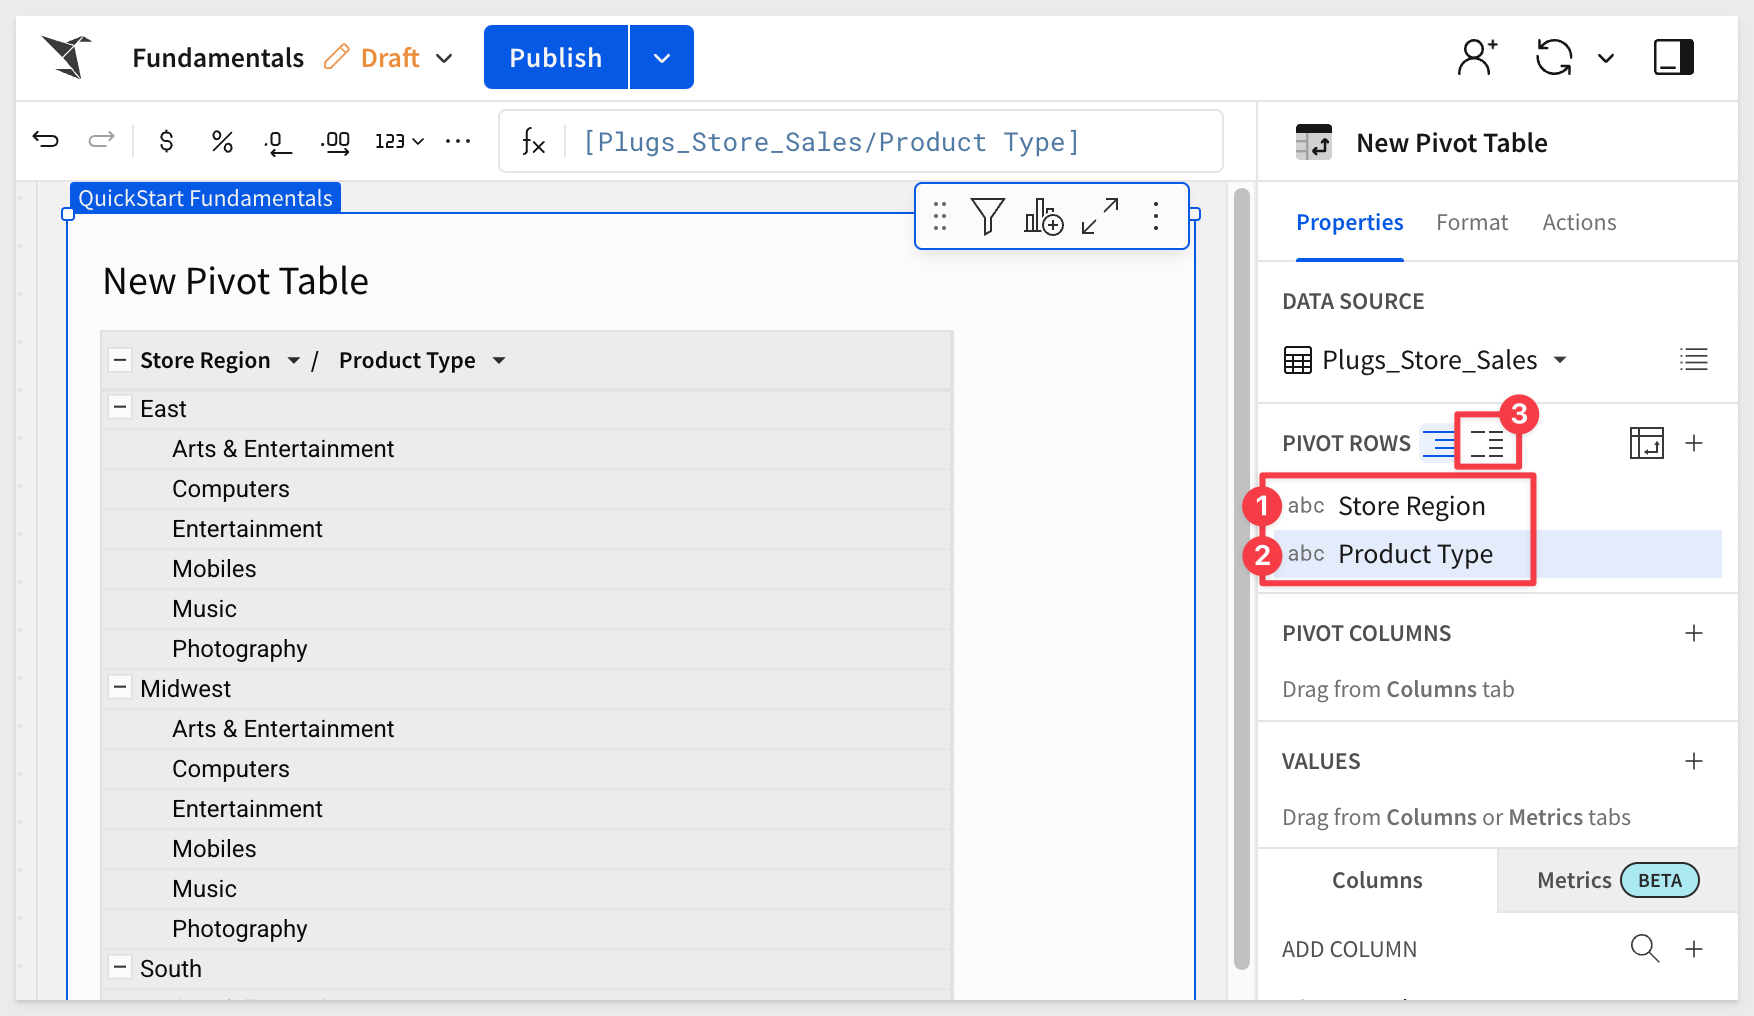 Fundamentals Draft Publish
$ % .0 .00 123 ··· fx [Plugs_Store_Sales/Product Type]
New Pivot Table
QuickStart Fundamentals
New Pivot Table
Store Region / Product Type
East
Arts & Entertainment
Computers
Entertainment
Mobiles
Music
Photography
Midwest
Arts & Entertainment
Computers
Entertainment
Mobiles
Music
Photography
South
Properties Format Actions
DATA SOURCE
Plugs_Store_Sales
3
PIVOT ROWS
1 abc Store Region
2 abc Product Type
PIVOT COLUMNS
Drag from Columns tab
VALUES
Drag from Columns or Metrics tabs
Columns Metrics BETA
ADD COLUMN